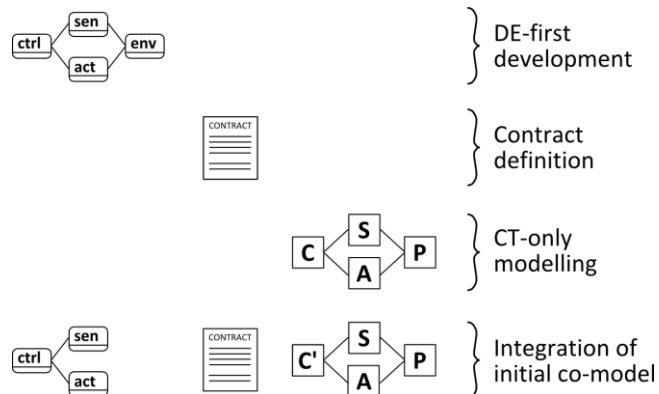 sen
ctrl
env
act
DE-first
development
CONTRACT
Contract
definition
S
C
P
A
CT-only
modelling
sen
ctrl
act
CONTRACT
S
C'
P
A
Integration of
initial co-model